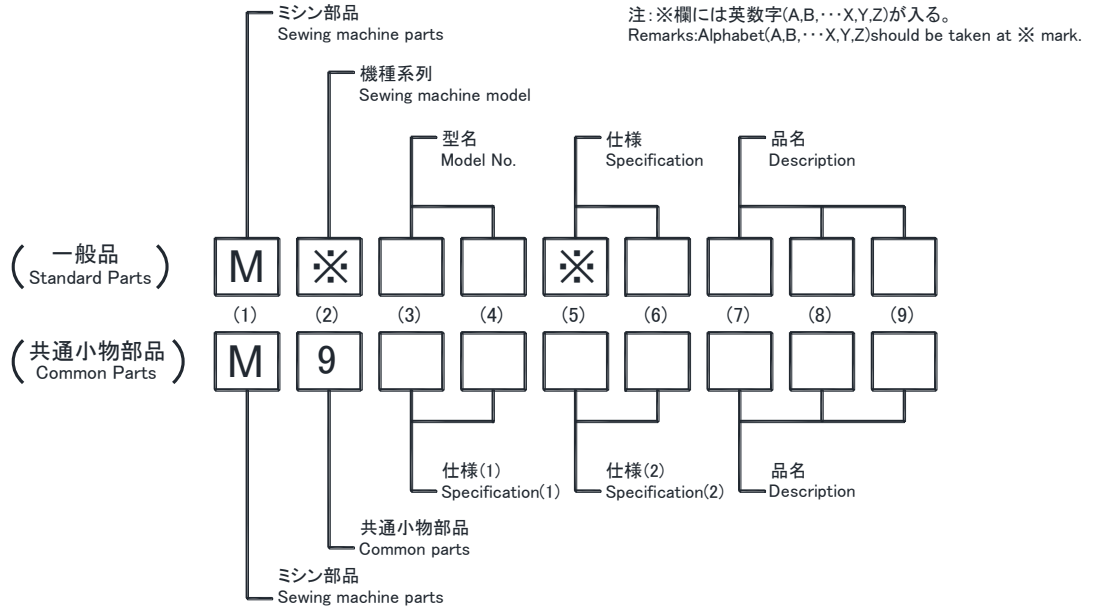 ミシン部品
Sewing machine parts
注:※欄には英数字(A,B,・・・X,Y,Z)が入る。
Remarks:Alphabet(A,B,・・・X,Y,Z)should be taken at ※ mark.
機種系列
Sewing machine model
型名
Model No.
仕様
Specification
品名
Description
(一般品
Standard Parts)
M ※ ※
(1) (2) (3) (4) (5) (6) (7) (8) (9)
(共通小物部品
Common Parts)
M 9
仕様(1)
Specification(1)
仕様(2)
Specification(2)
品名
Description
共通小物部品
Common parts
ミシン部品
Sewing machine parts